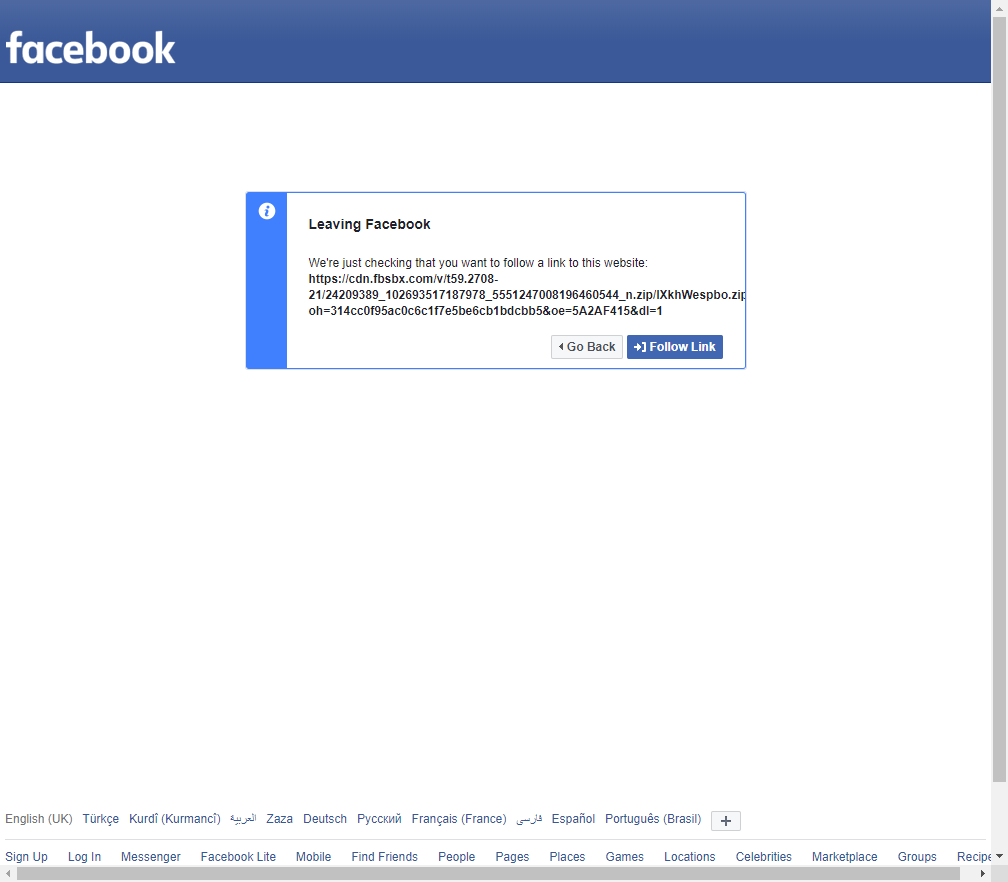 facebook
Leaving Facebook
We're just checking that you want to follow a link to this website:
https://cdn.fbsbx.com/v/t59.2708-
21/24209389_102693517187978_5551247008196460544_n.zip/IXkhWespbo.zip
oh=314cc0f95ac0c6c1f7e5be6cb1bdcbb5&oe=5A2AF415&dl=1
Go Back Follow Link
English (UK) Türkçe Kurdî (Kurmancî) العربية Zaza Deutsch Русский Français (France) فارسی Español Português (Brasil)
Sign Up Log In Messenger Facebook Lite Mobile Find Friends People Pages Places Games Locations Celebrities Marketplace Groups Recipe